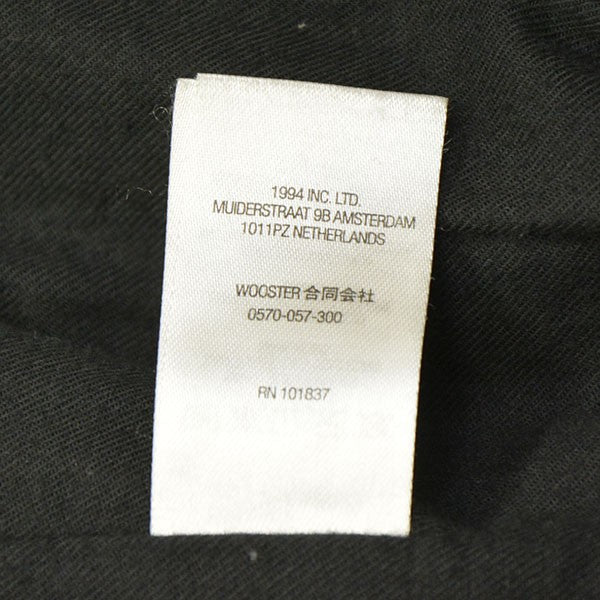 1994 INC. LTD.
MUIDERSTRAAT 9B AMSTERDAM
1011PZ NETHERLANDS
WOOSTER 合同会社
0570-057-300
RN 101837